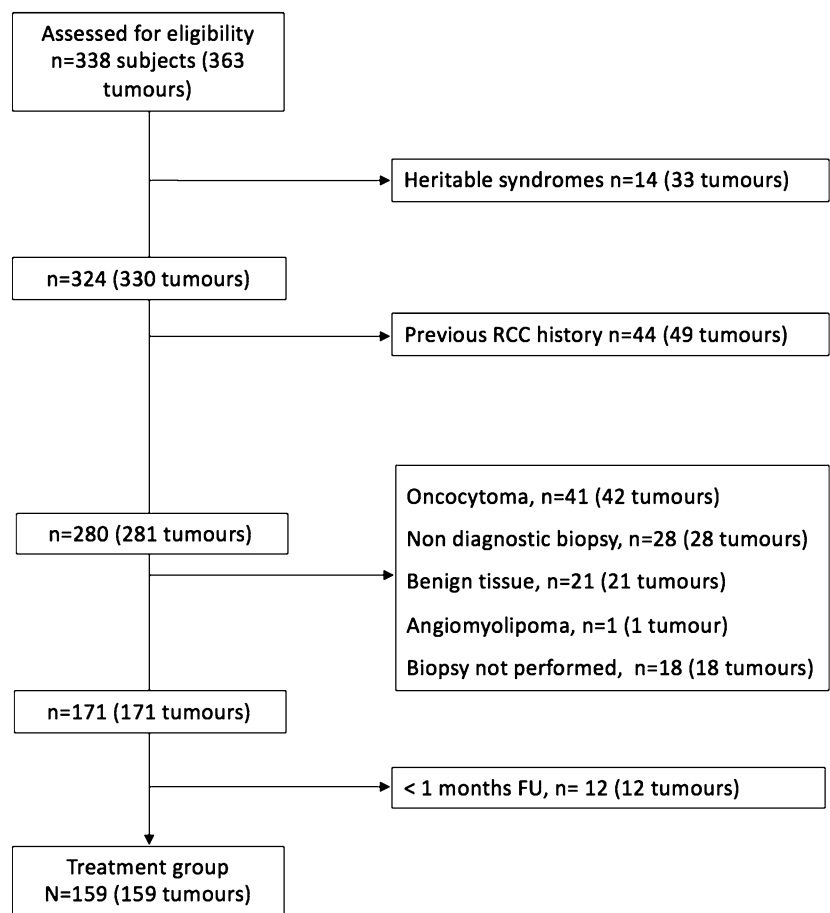 Assessed for eligibility
n=338 subjects (363
tumours)
Heritable syndromes n=14 (33 tumours)
n=324 (330 tumours)
Previous RCC history n=44 (49 tumours)
Oncocytoma, n=41 (42 tumours)
n=280 (281 tumours)
Non diagnostic biopsy, n=28 (28 tumours)
Benign tissue, n=21 (21 tumours)
Angiomyolipoma, n=1 (1 tumour)
Biopsy not performed,  n=18 (18 tumours)
n=171 (171 tumours)
< 1 months FU, n= 12 (12 tumours)
Treatment group
N=159 (159 tumours)